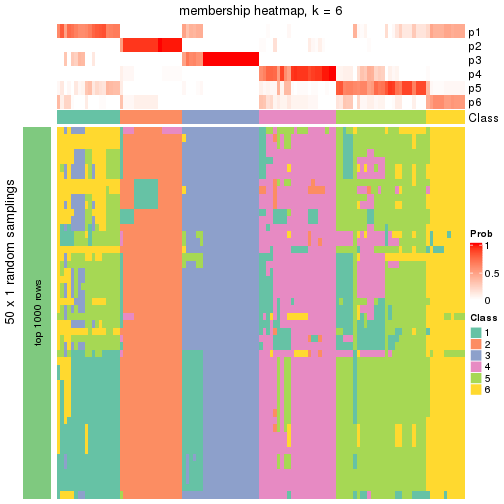 membership heatmap, k = 6
p1
p2
p3
p4
p5
p6
Class
50 x 1 random samplings
top 1000 rows
Prob
1
0.5
0
Class
1
2
3
4
5
6